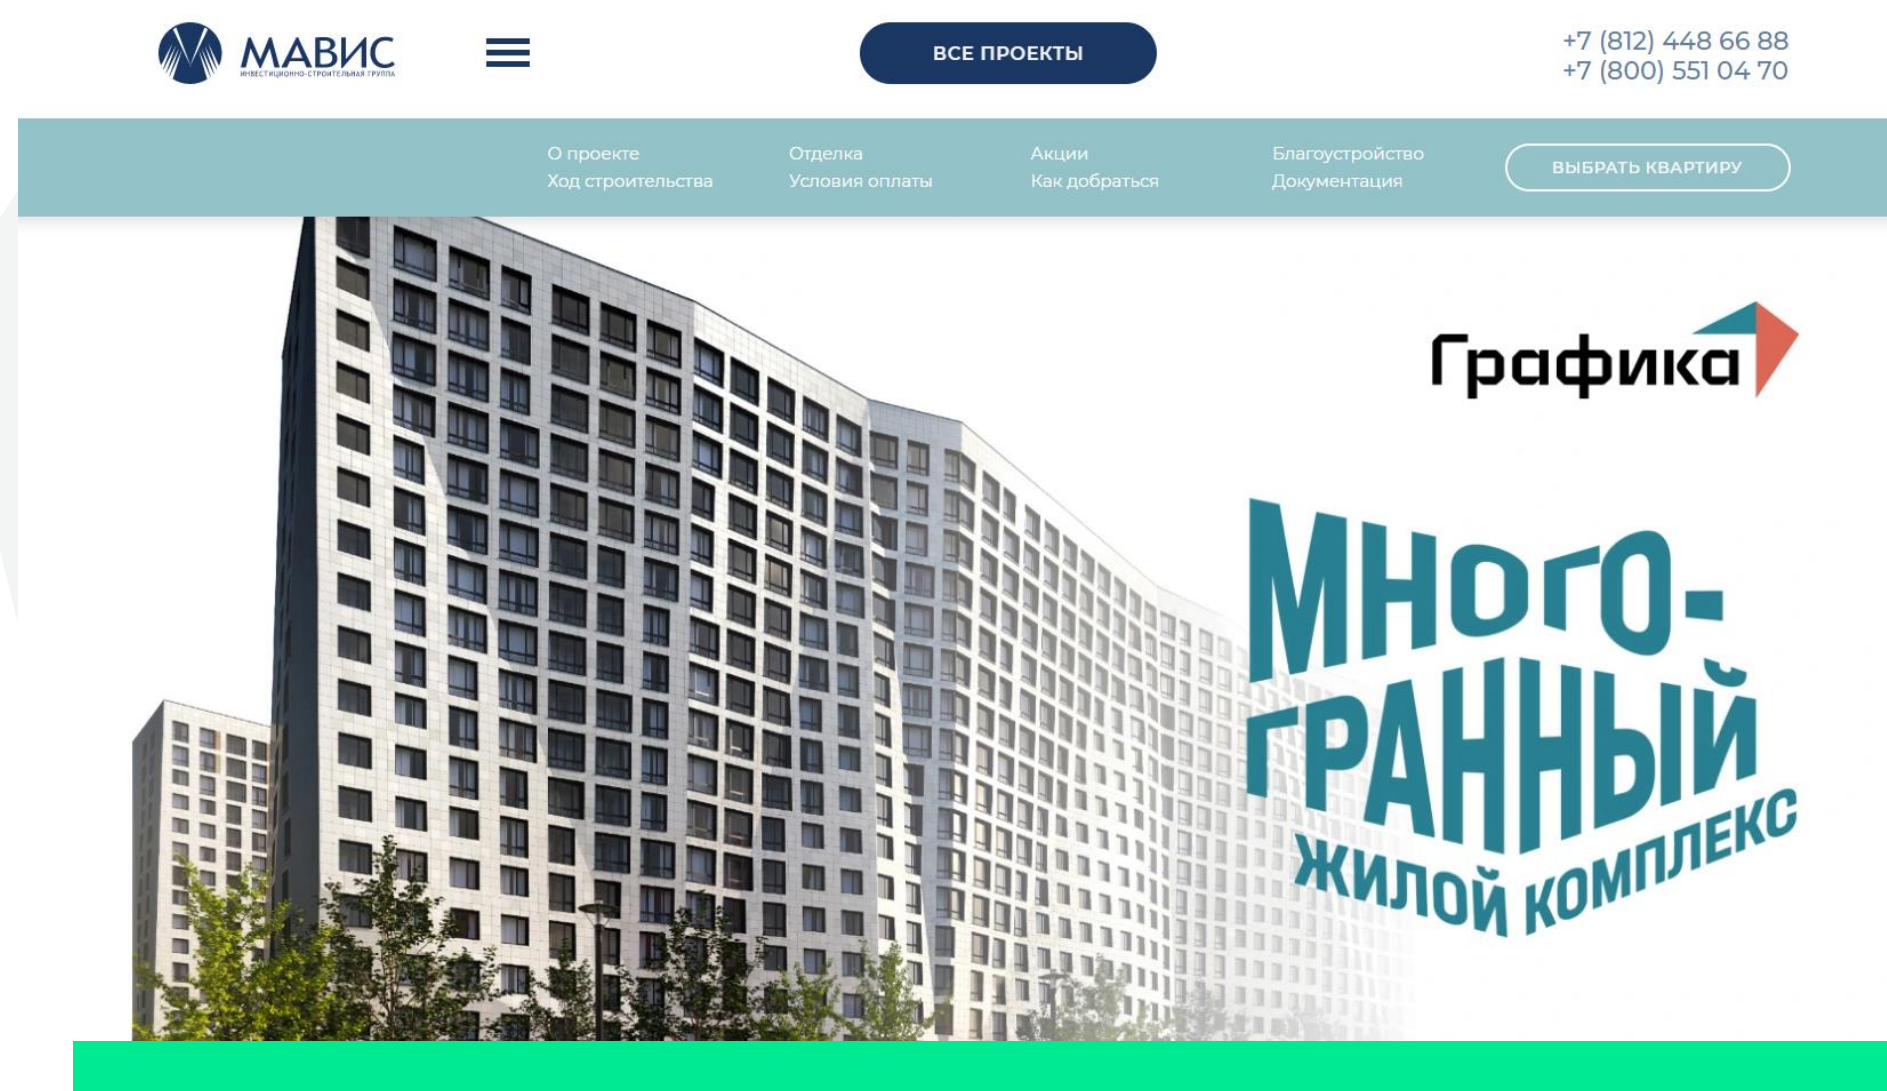 МАВИС
ИНВЕСТИЦИОННО-СТРОИТЕЛЬНАЯ ГРУППА
ВСЕ ПРОЕКТЫ
+7 (812) 448 66 88
+7 (800) 551 04 70
О проекте
Ход строительства
Отделка
Условия оплаты
Акции
Как добраться
Благоустройство
Документация
ВЫБРАТЬ КВАРТИРУ
Графика
МНОГО-
ГРАННЫЙ
ЖИЛОЙ КОМПЛЕКС